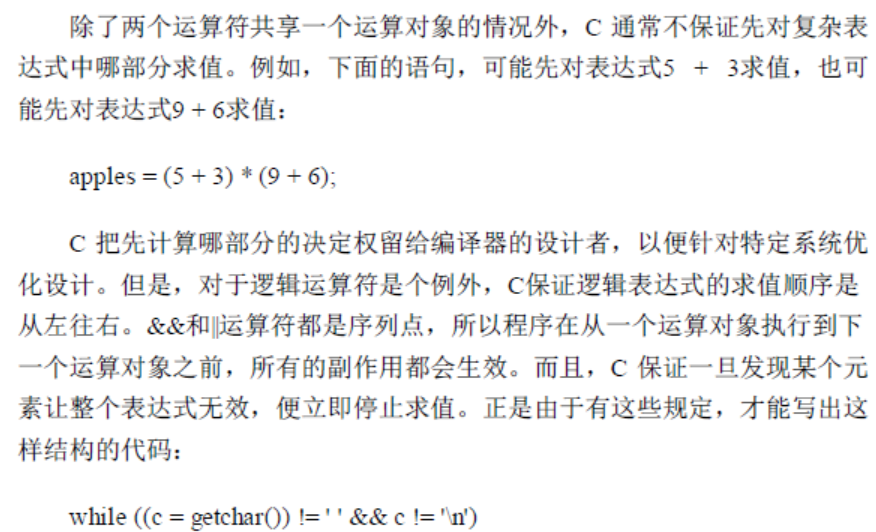 除了两个运算符共享一个运算对象的情况外，C 通常不保证先对复杂表
达式中哪部分求值。例如，下面的语句，可能先对表达式5 + 3求值，也可
能先对表达式9 + 6求值：
apples = (5 + 3) * (9 + 6);
C 把先计算哪部分的决定权留给编译器的设计者，以便针对特定系统优
化设计。但是，对于逻辑运算符是个例外，C保证逻辑表达式的求值顺序是
从左往右。&&和||运算符都是序列点，所以程序在从一个运算对象执行到下
一个运算对象之前，所有的副作用都会生效。而且，C 保证一旦发现某个元
素让整个表达式无效，便立即停止求值。正是由于有这些规定，才能写出这
样结构的代码：
while ((c = getchar()) != ' ' && c != '\n')